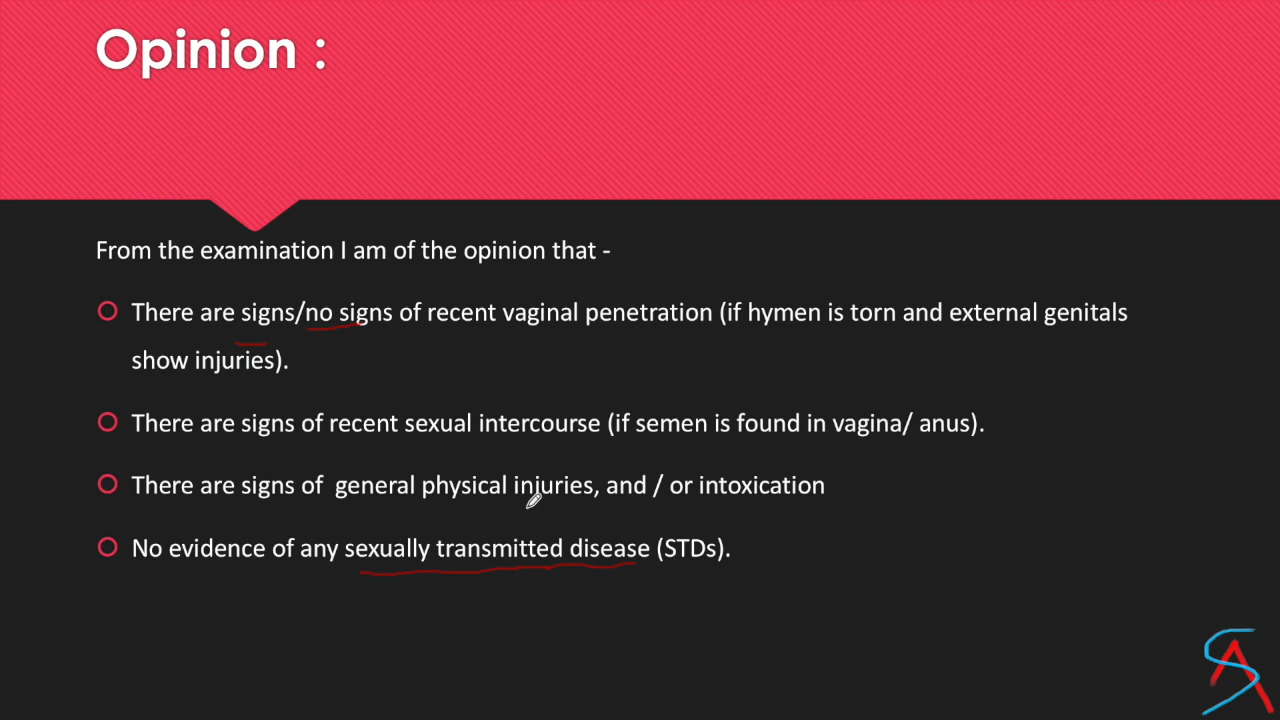 Opinion :
From the examination I am of the opinion that -
There are signs/no signs of recent vaginal penetration (if hymen is torn and external genitals
show injuries).
There are signs of recent sexual intercourse (if semen is found in vagina/ anus).
There are signs of  general physical injuries, and / or intoxication
No evidence of any sexually transmitted disease (STDs).
SA